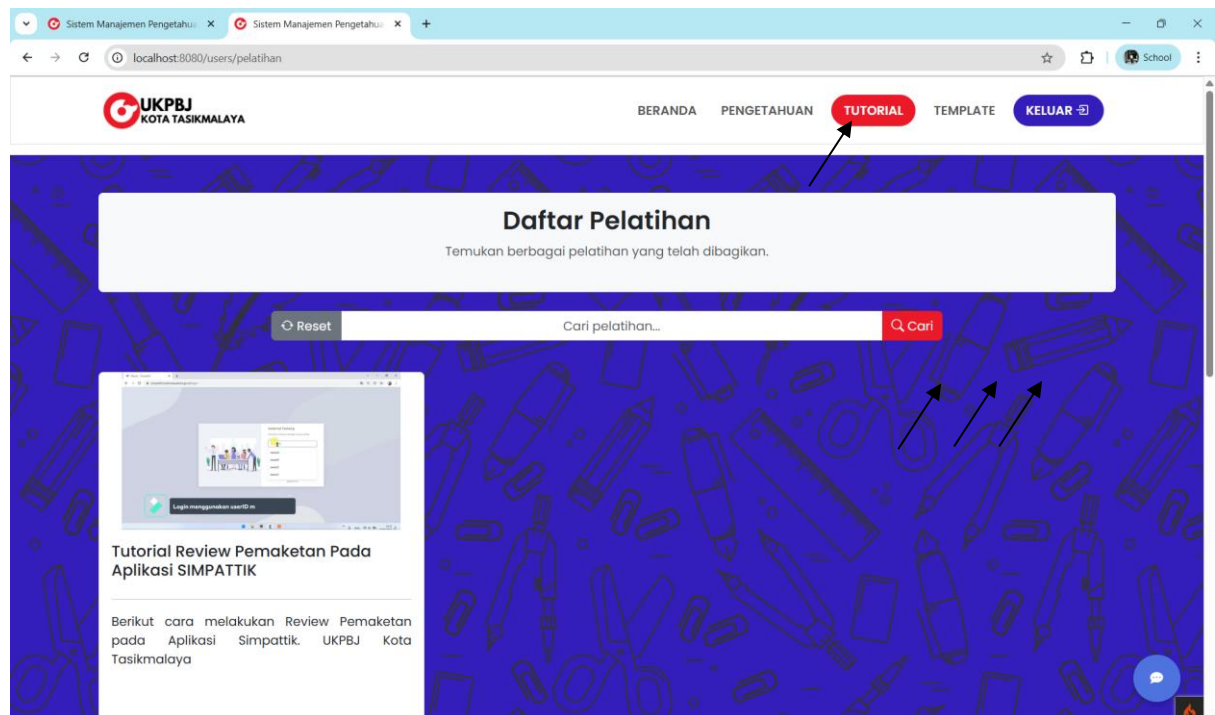 Sistem Manajemen Pengetahu
Sistem Manajemen Pengetahu
localhost:8080/users/pelatihan
School
UKPBJ
KOTA TASIKMALAYA
BERANDA PENGETAHUAN TUTORIAL TEMPLATE KELUAR
Daftar Pelatihan
Temukan berbagai pelatihan yang telah dibagikan.
Reset Cari pelatihan... Cari
Login menggunakan userID m
Tutorial Review Pemaketan Pada
Aplikasi SIMPATTIK
Berikut cara melakukan Review Pemaketan
pada Aplikasi Simpattik. UKPBJ Kota
Tasikmalaya